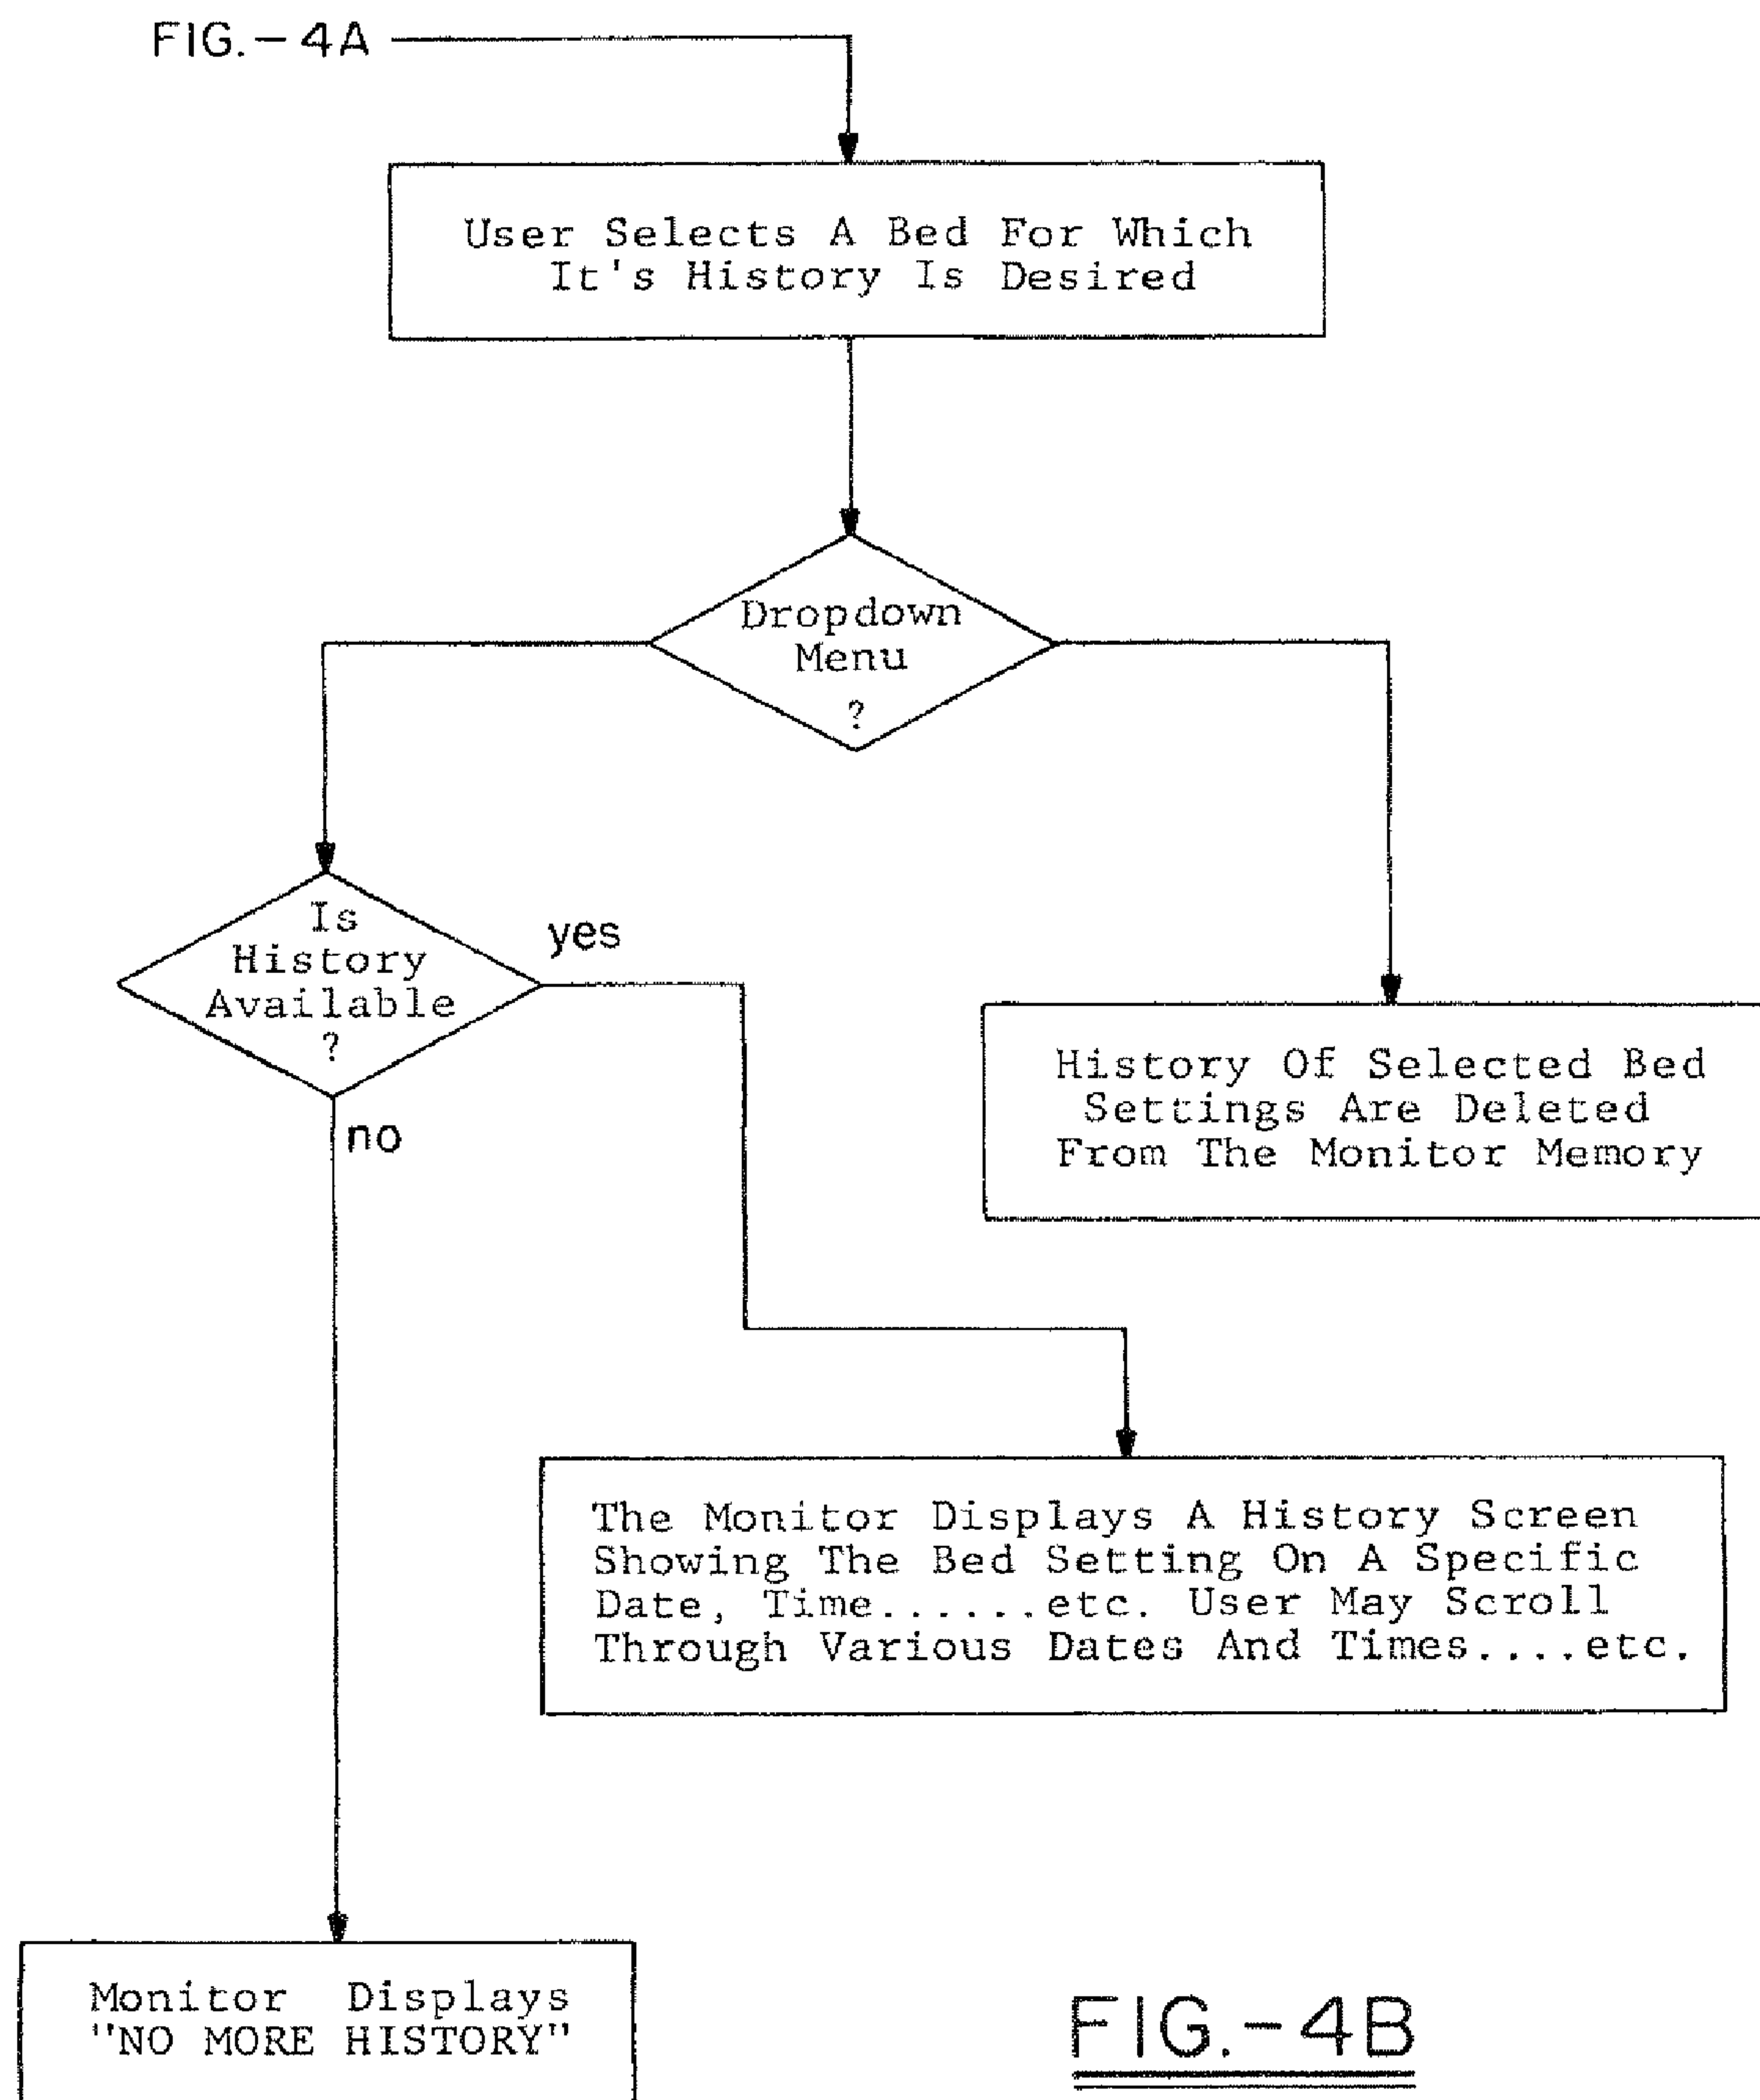 FIG.-4A
User Selects A Bed For Which
It's History Is Desired
Dropdown
Menu
?
Is
History
Available
?
yes
no
History Of Selected Bed
Settings Are Deleted
From The Monitor Memory
The Monitor Displays A History Screen
Showing The Bed Setting On A Specific
Date, Time......etc. User May Scroll
Through Various Dates And Times....etc.
Monitor Displays
"NO MORE HISTORY"
FIG.-4B